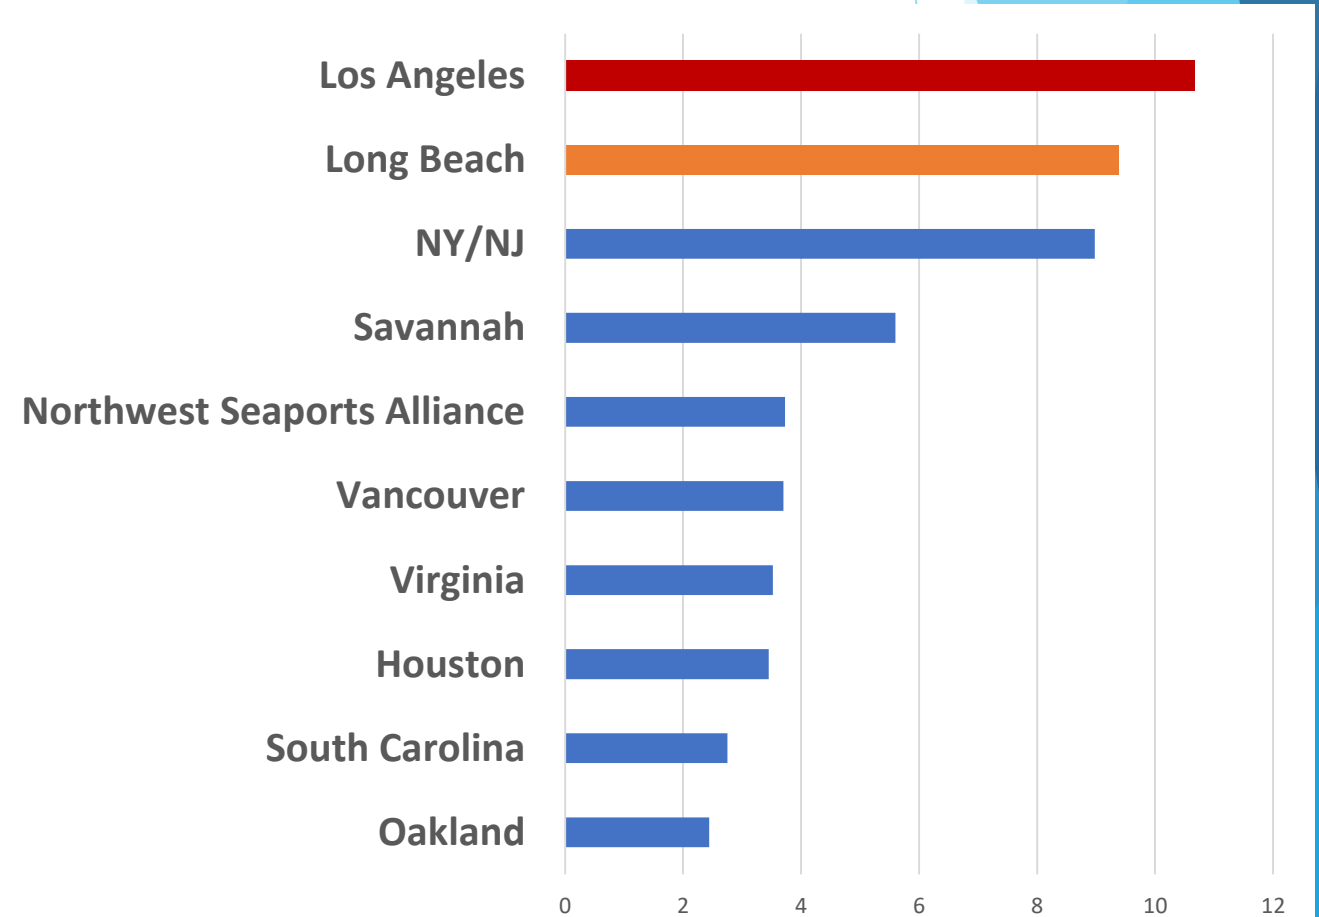 Los Angeles
Long Beach
NY/NJ
Savannah
Northwest Seaports Alliance
Vancouver
Virginia
Houston
South Carolina
Oakland
0 2 4 6 8 10 12